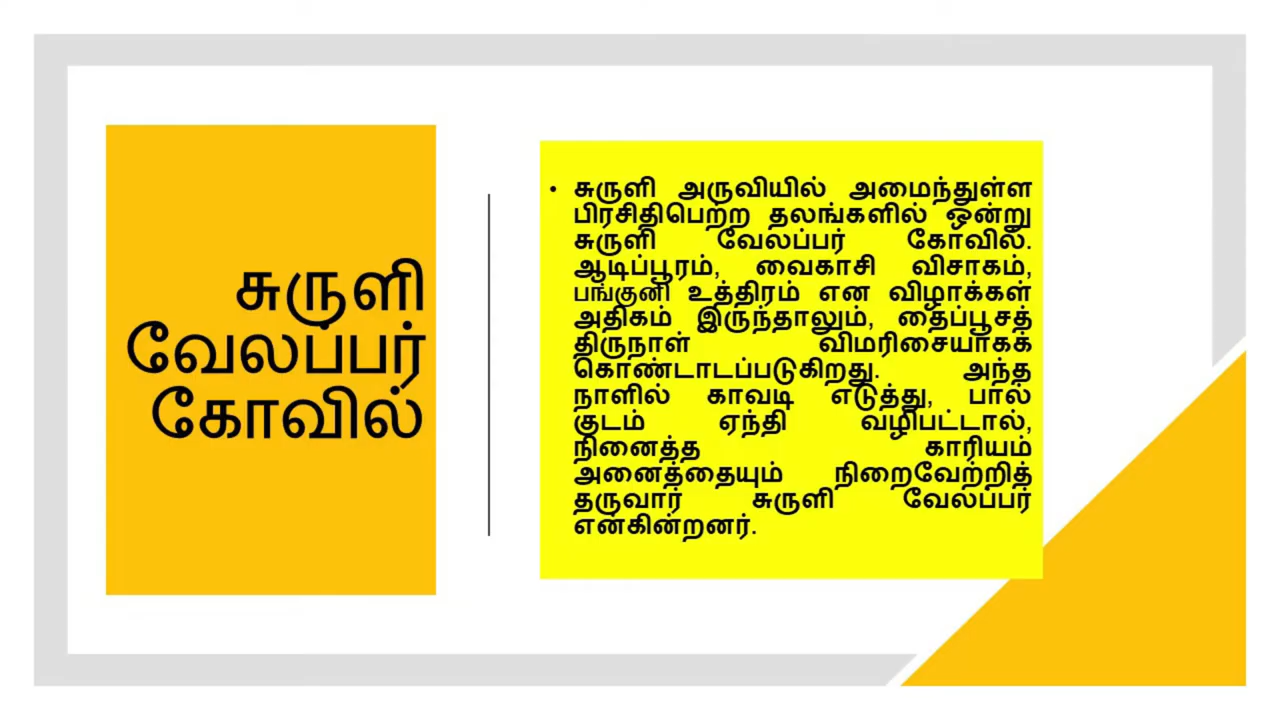 சுருளி
வேலப்பர்
கோவில்
• சுருளி அருவியில் அமைந்துள்ள
பிரசிதிபெற்ற தலங்களில் ஒன்று
சுருளி வேலப்பர் கோவில்.
ஆடிப்பூரம், வைகாசி விசாகம்,
பங்குனி உத்திரம் என விழாக்கள்
அதிகம் இருந்தாலும், தைப்பூசத்
திருநாள் விமரிசையாகக்
கொண்டாடப்படுகிறது. அந்த
நாளில் காவடி எடுத்து, பால்
குடம் ஏந்தி வழிபட்டால்,
நினைத்த காரியம்
அனைத்தையும் நிறைவேற்றித்
தருவார் சுருளி வேலப்பர்
என்கின்றனர்.